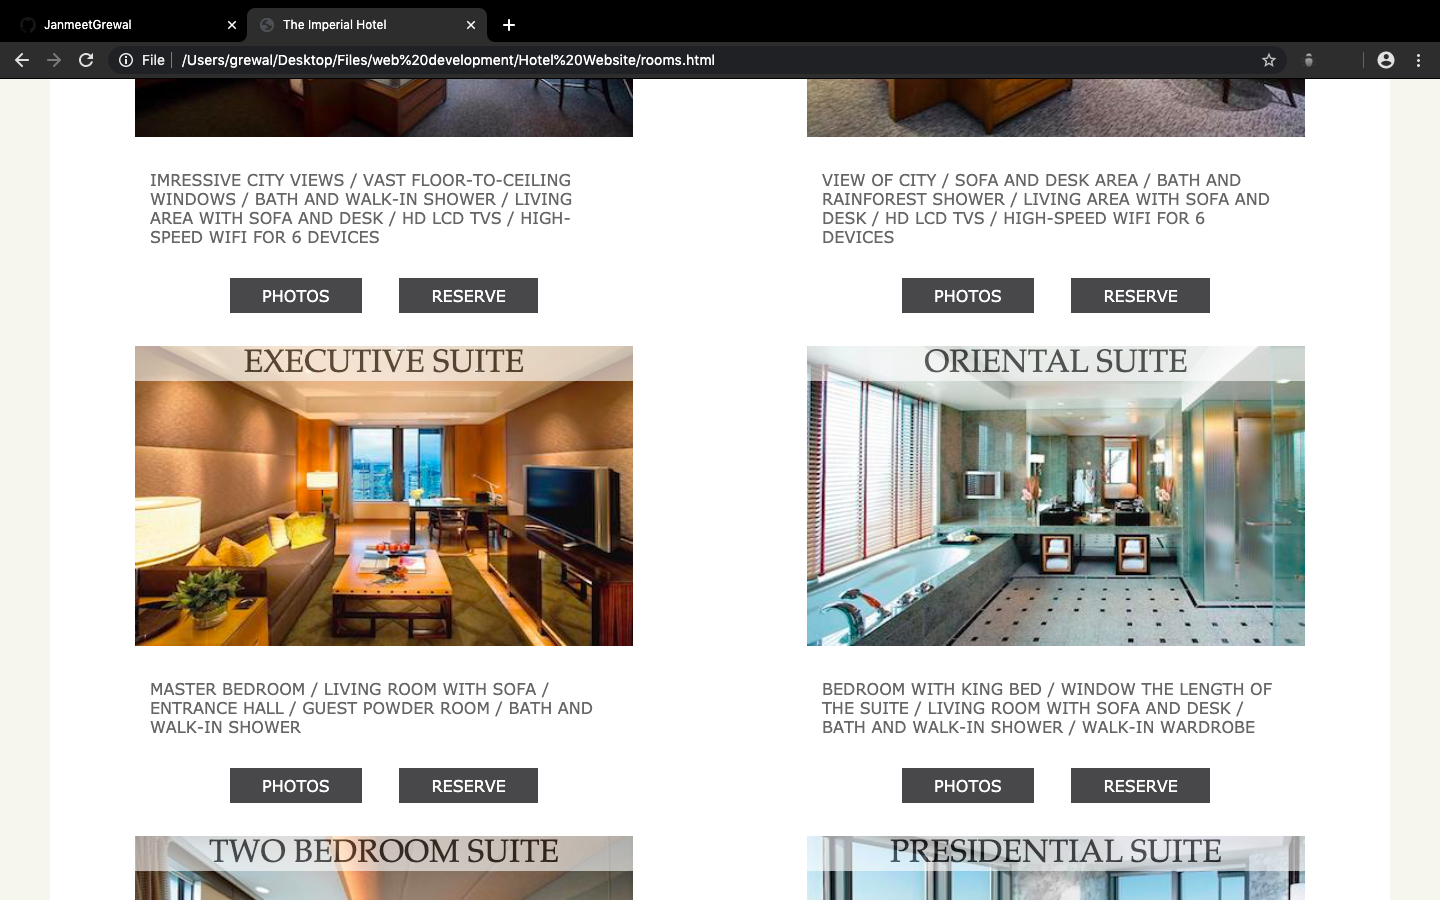 JanmeetGrewal
The Imperial Hotel
File
/Users/grewal/Desktop/Files/web%20development/Hotel%20Website/rooms.html
IMRESSIVE CITY VIEWS / VAST FLOOR-TO-CEILING
WINDOWS / BATH AND WALK-IN SHOWER / LIVING
AREA WITH SOFA AND DESK / HD LCD TVS / HIGH-
SPEED WIFI FOR 6 DEVICES
PHOTOS
RESERVE
VIEW OF CITY / SOFA AND DESK AREA / BATH AND
RAINFOREST SHOWER / LIVING AREA WITH SOFA AND
DESK / HD LCD TVS / HIGH-SPEED WIFI FOR 6
DEVICES
PHOTOS
RESERVE
EXECUTIVE SUITE
MASTER BEDROOM / LIVING ROOM WITH SOFA /
ENTRANCE HALL / GUEST POWDER ROOM / BATH AND
WALK-IN SHOWER
PHOTOS
RESERVE
ORIENTAL SUITE
BEDROOM WITH KING BED / WINDOW THE LENGTH OF
THE SUITE / LIVING ROOM WITH SOFA AND DESK /
BATH AND WALK-IN SHOWER / WALK-IN WARDROBE
PHOTOS
RESERVE
TWO BEDROOM SUITE
PRESIDENTIAL SUITE